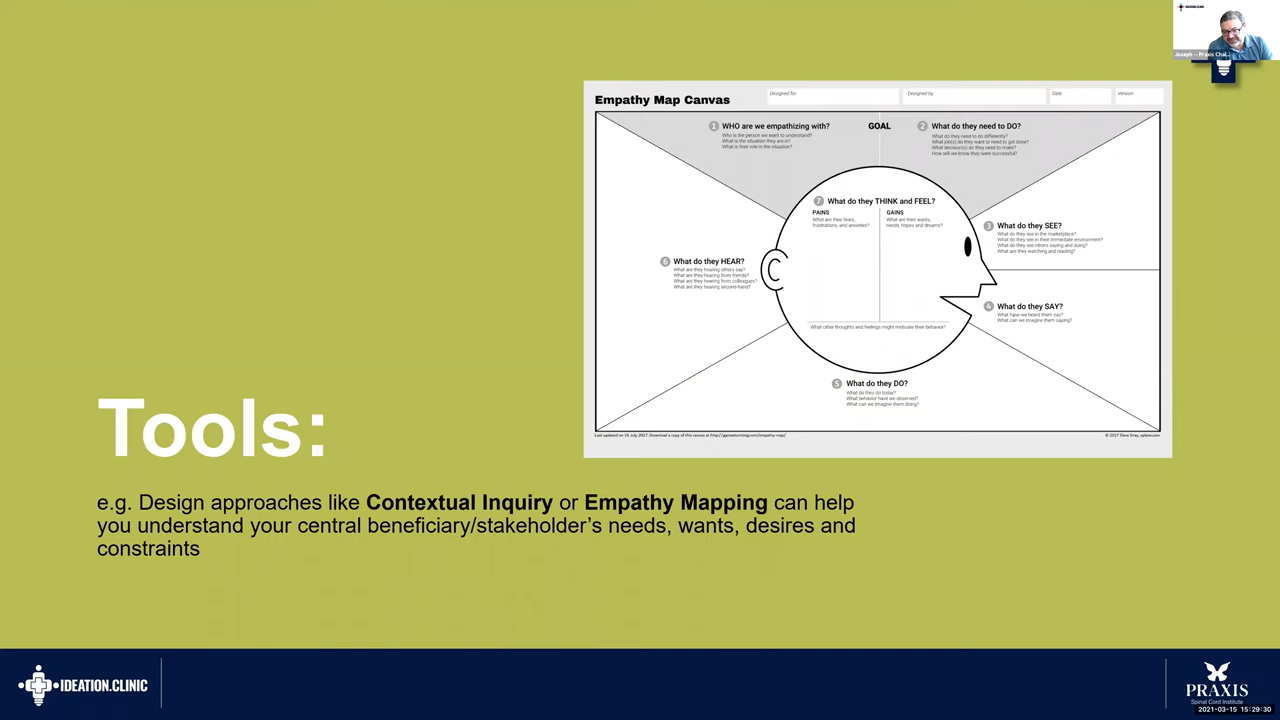 IDEATION.CLINIC
Joseph -- Praxis Chal...
Empathy Map Canvas
Designed for:
Designed by:
Date:
Version:
1 WHO are we empathizing with?
Who is the person we want to understand?
What is the situation they are in?
What is their role in the situation?
GOAL
2 What do they need to DO?
What do they need to do differently?
What job(s) do they want or need to get done?
What decision(s) do they need to make?
How will we know they were successful?
7 What do they THINK and FEEL?
PAINS
What are their fears,
frustrations, and anxieties?
GAINS
What are their wants,
needs, hopes and dreams?
3 What do they SEE?
What do they see in the marketplace?
What do they see in their immediate environment?
What do they see others saying and doing?
What are they watching and reading?
6 What do they HEAR?
What are they hearing others say?
What are they hearing from friends?
What are they hearing from colleagues?
What are they hearing second-hand?
4 What do they SAY?
What have we heard them say?
What can we imagine them saying?
What other thoughts and feelings might motivate their behavior?
5 What do they DO?
What do they do today?
What behavior have we observed?
What can we imagine them doing?
Last updated on 16 July 2017. Download a copy of this canvas at http://gamestorming.com/empathy-map/
© 2017 Dave Gray, xplane.com
Tools:
e.g. Design approaches like Contextual Inquiry or Empathy Mapping can help
you understand your central beneficiary/stakeholder's needs, wants, desires and
constraints
IDEATION.CLINIC
PRAXIS
Spinal Cord Institute
2021-03-15 15:29:30